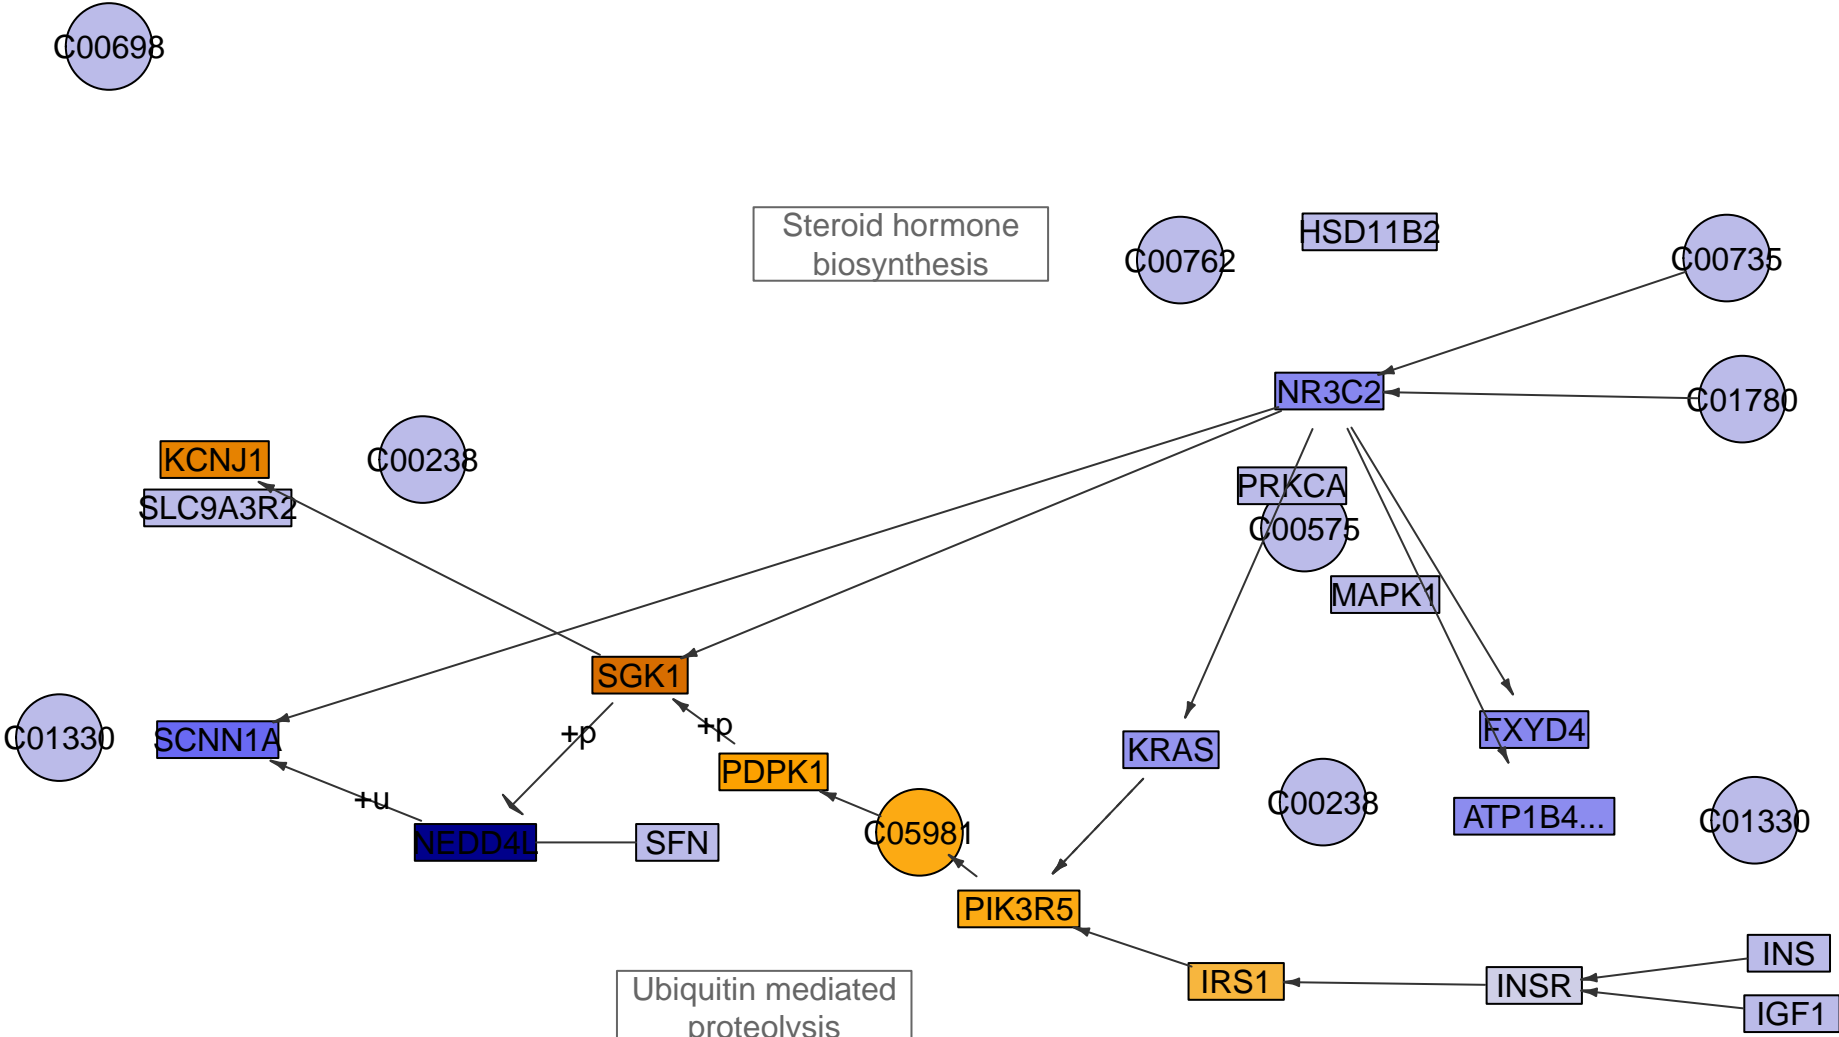 C00698
Steroid hormone
biosynthesis
C00762
HSD11B2
C00735
NR3C2
C01780
KCNJ1
C00238
SLC9A3R2
PRKCA
C00575
MAPK1
SGK1
+p
+p
C01330
SCNN1A
KRAS
FXYD4
PDPK1
+u
C00238
ATP1B4...
C01330
NEDD4L
SFN
C05981
PIK3R5
INS
Ubiquitin mediated
proteolysis
IRS1
INSR
IGF1